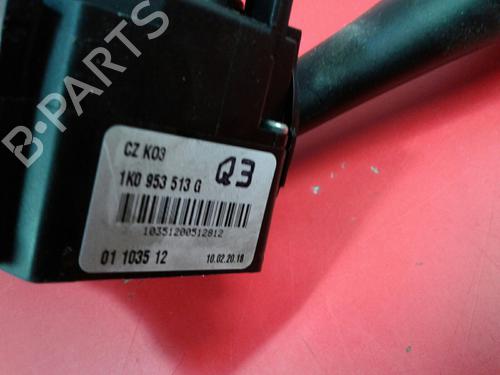 B-PARTS
CZ K03
1K0 953 513 G
Q3
10351200512812
01 1035 12
10.02.20.18